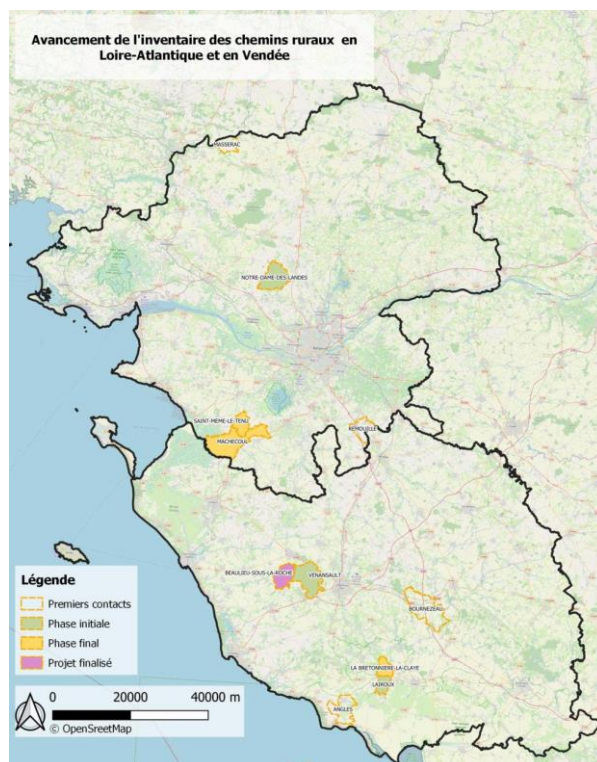 Avancement de l'inventaire des chemins ruraux en
Loire-Atlantique et en Vendée
MASSERAC
NOTRE-DAME-DES-LANDES
SAINT-MEME-LE-TENU
MACHECOUL
REMOUILLE
BEAULIEU-SOUS-LA-ROCHE
VENANSAULT
BOURNEZEAU
LA BRETONNIERE-LA-CLAYE
LAIROUX
ANGLES
Légende
Premiers contacts
Phase initiale
Phase final
Projet finalisé
0 20000 40000 m
© OpenSreetMap